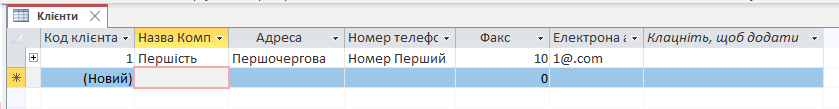 Клієнти
Код клієнта Назва Комп Адреса Номер телефо Факс Електрона а Клацніть, щоб додати
1 Першість Першочергова Номер Перший 10 1@.com
(Новий) 0